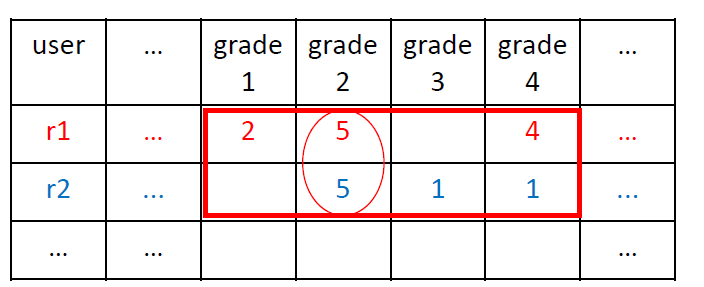 user ... grade 1 grade 2 grade 3 grade 4 ...
r1 ... 2 5 4 ...
r2 ... 5 1 1 ...
... ... ...